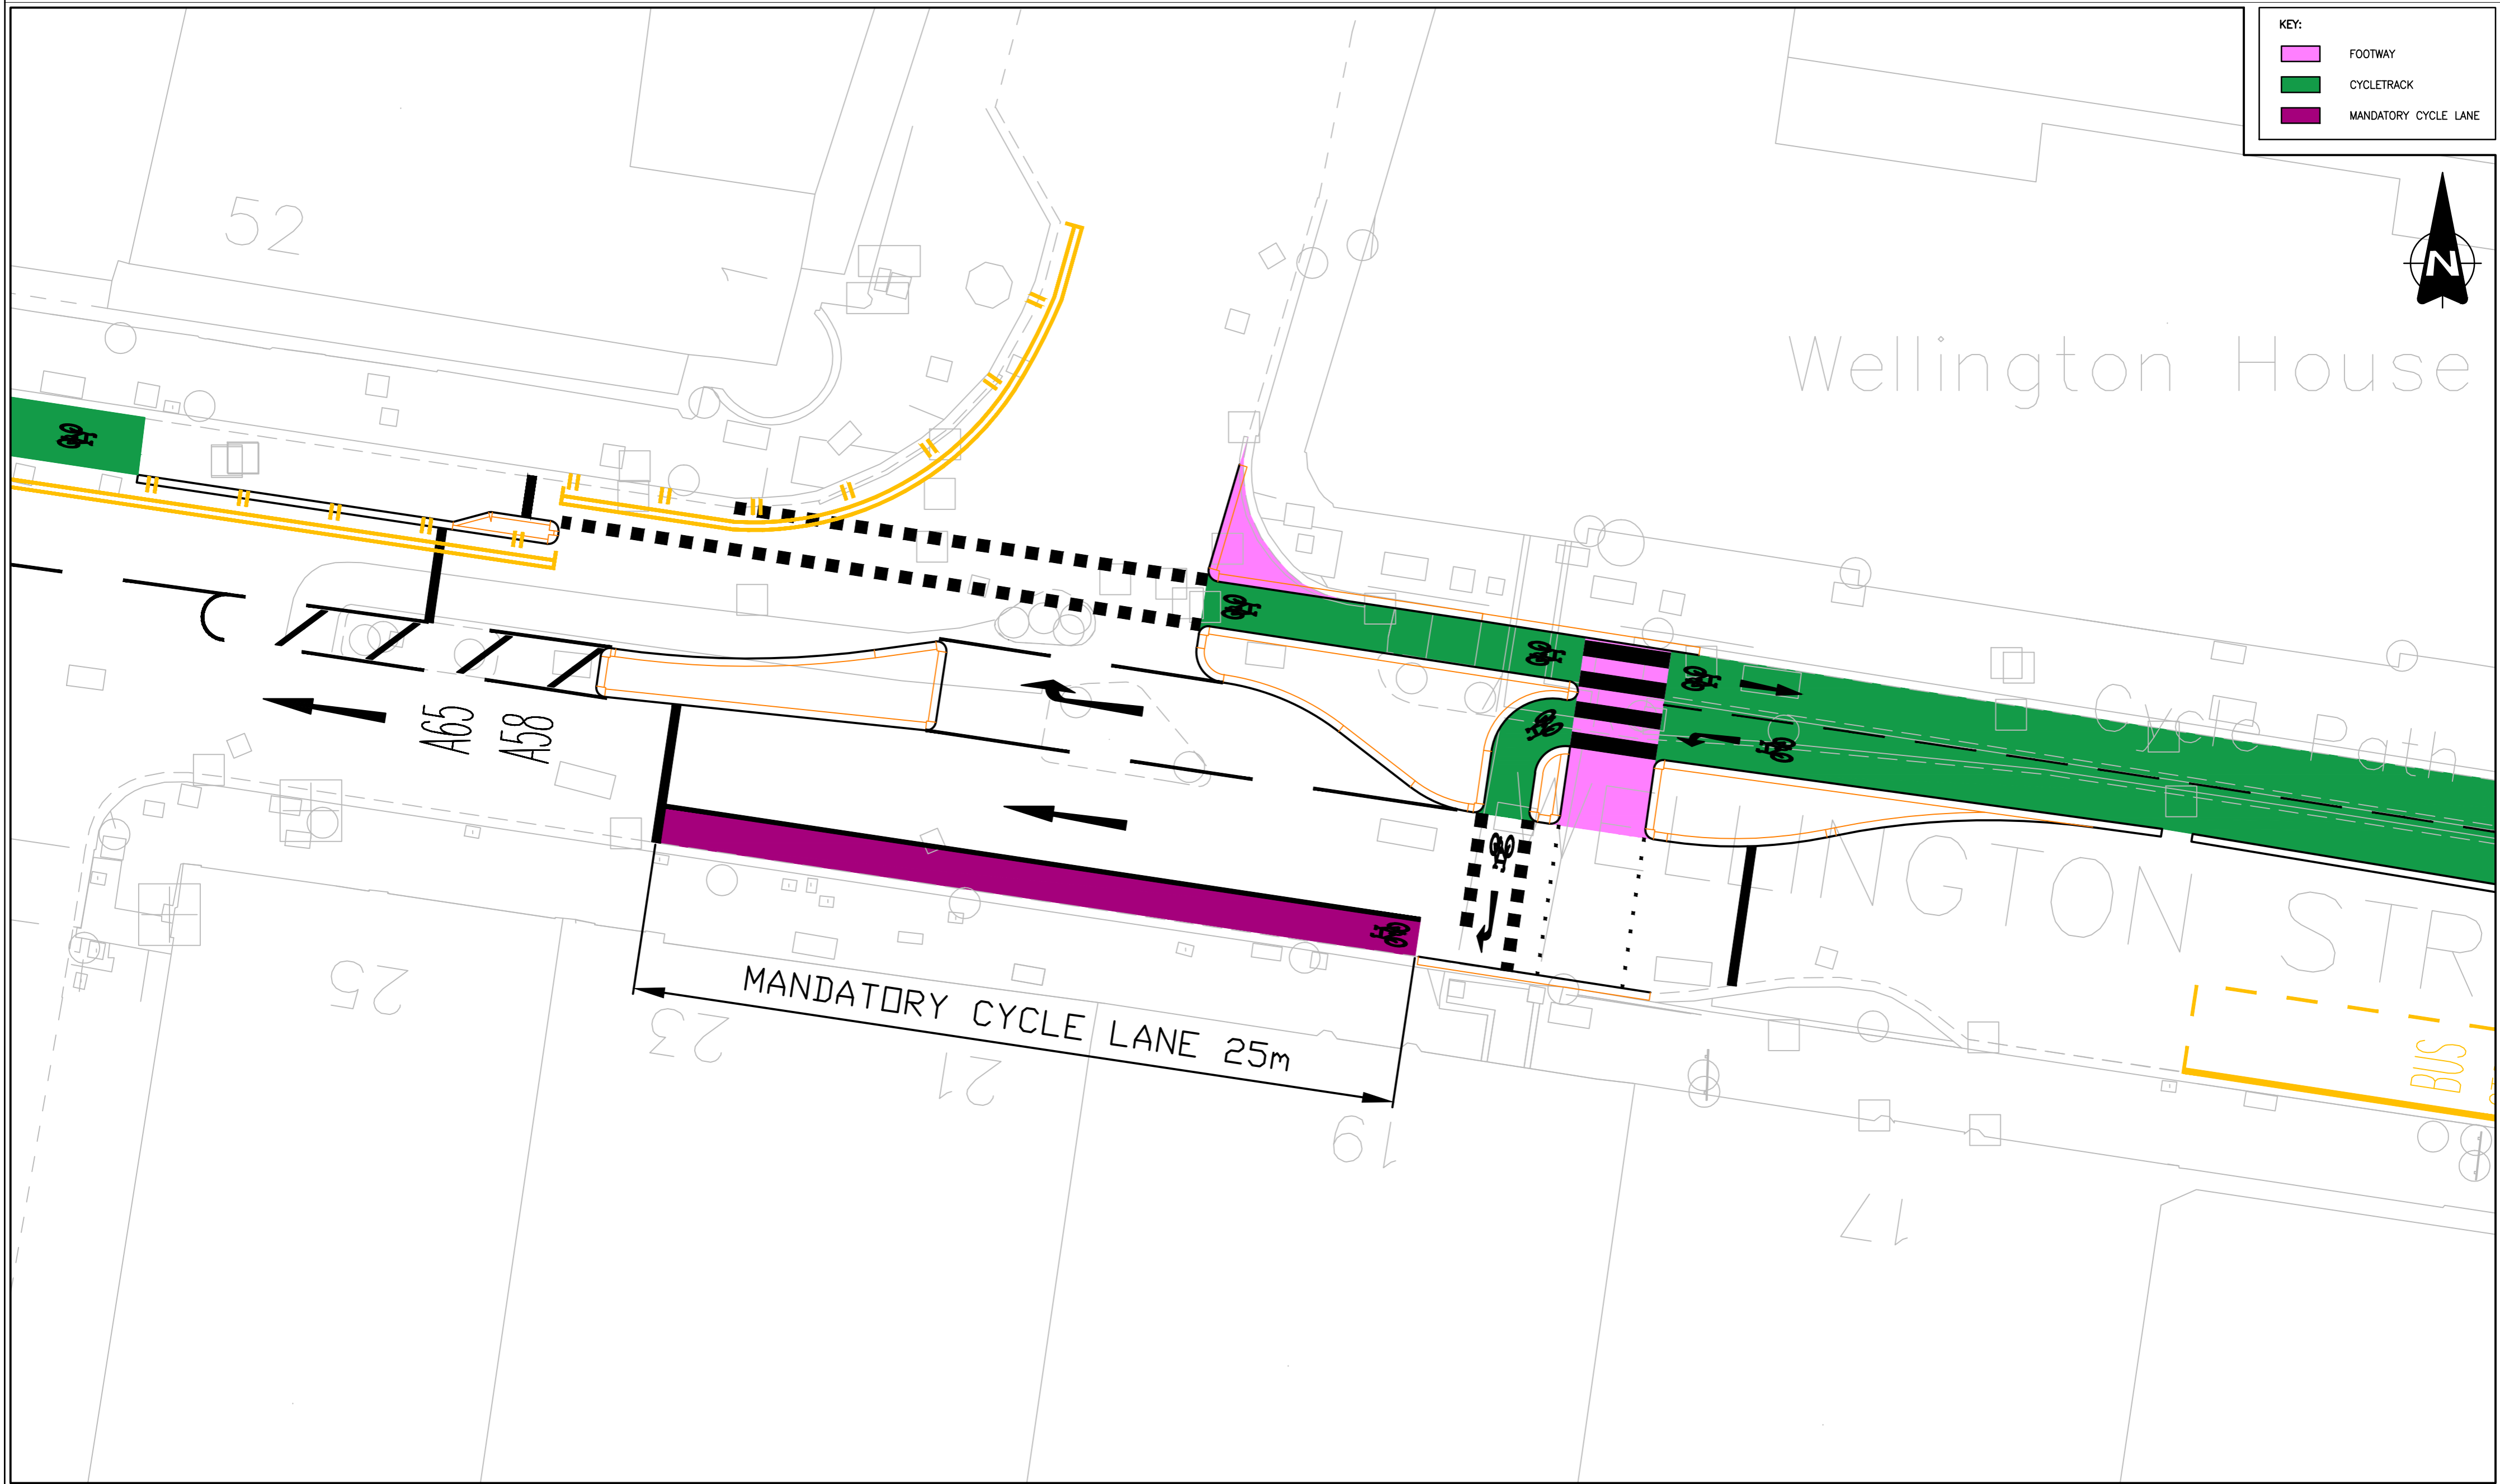 KEY:
FOOTWAY
CYCLETRACK
MANDATORY CYCLE LANE
N
52
1
Wellington House
Cycle Path
A65
A58
WELLINGTON STR
MANDATORY CYCLE LANE 25m
25
23
21
19
17
BUS